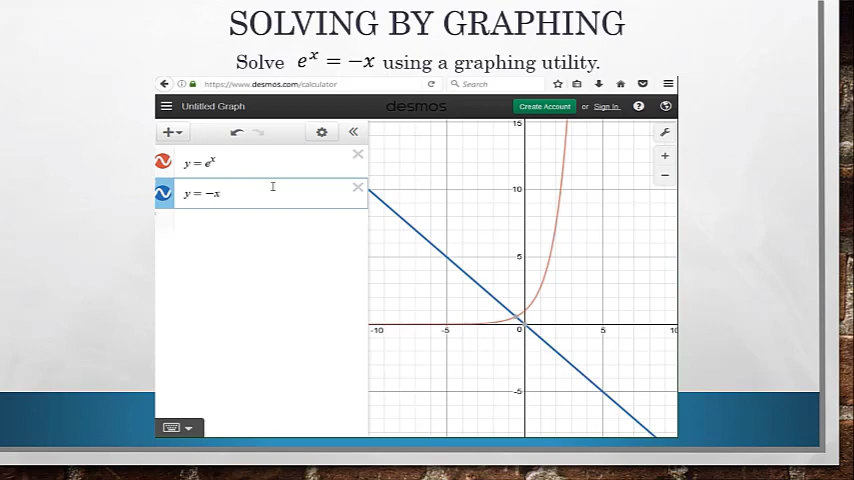 SOLVING BY GRAPHING
Solve e^x = −x using a graphing utility.
https://www.desmos.com/calculator
Search
Untitled Graph
desmos
Create Account
or
Sign In
y = e^x
y = −x
15
10
5
-10
-5
0
5
10
-5